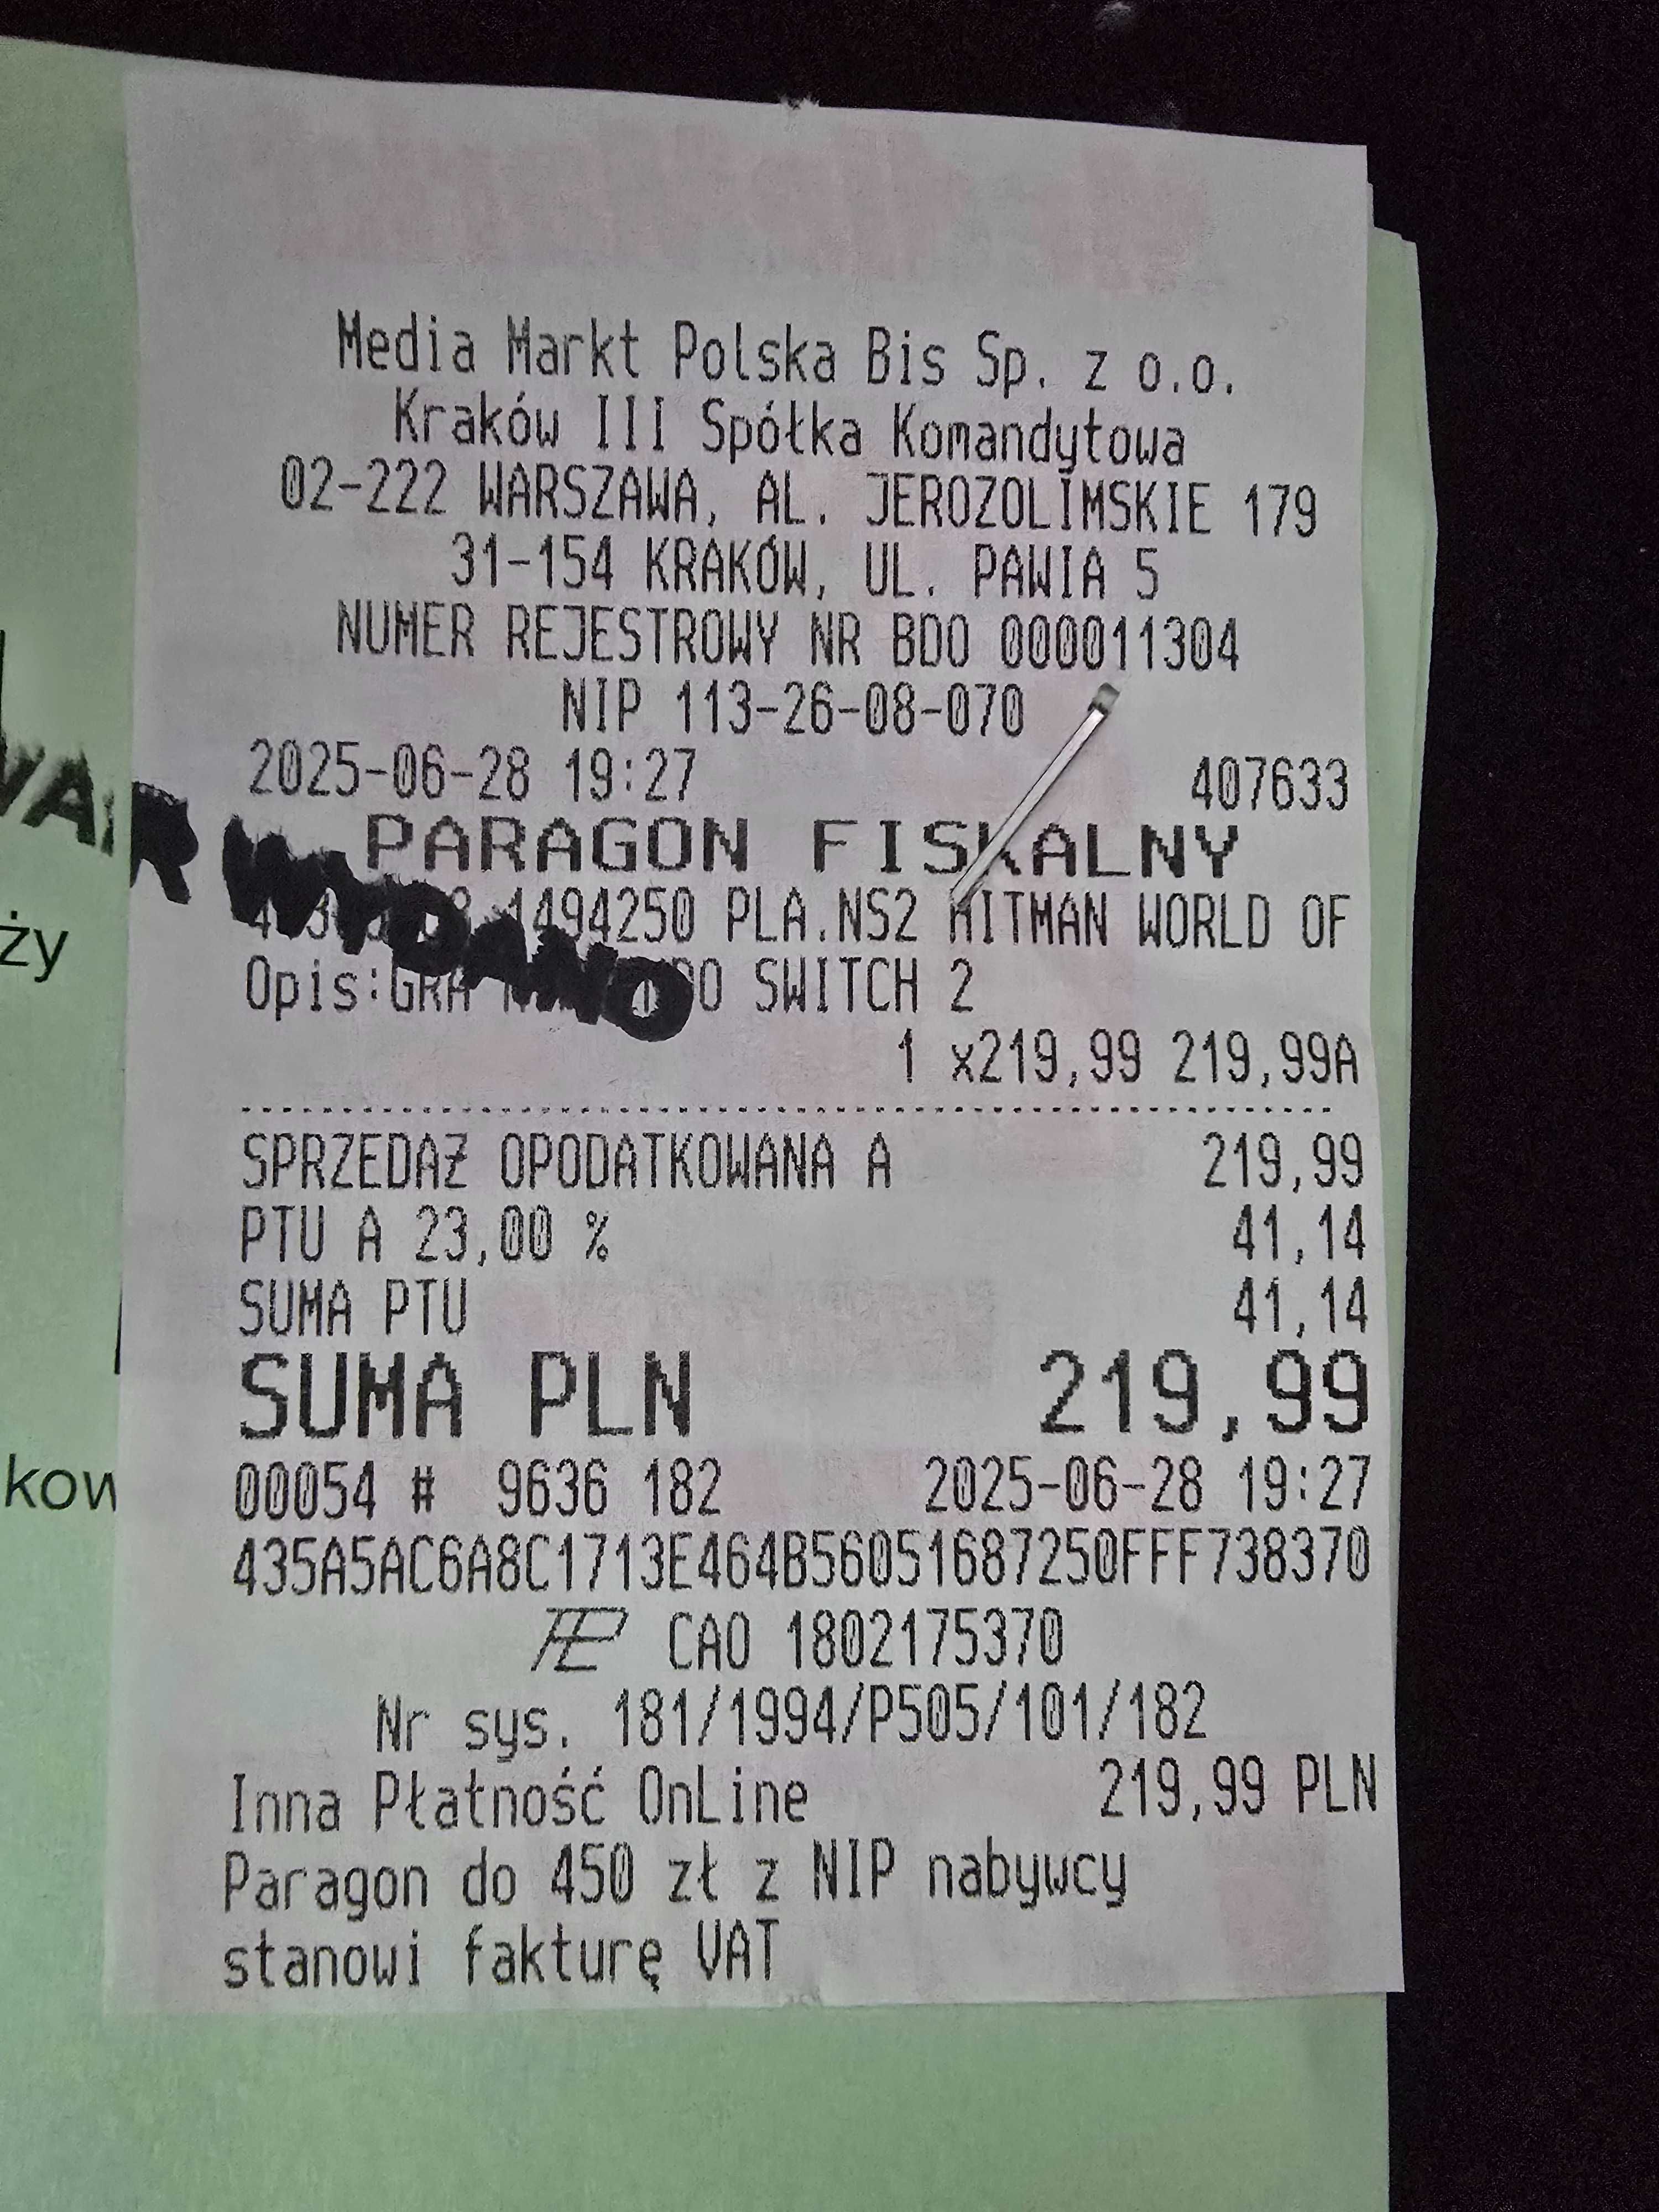 Media Markt Polska Bis Sp. z o.o.
Kraków III Spółka Komandytowa
02-222 WARSZAWA, AL. JEROZOLIMSKIE 179
31-154 KRAKÓW, UL. PAWIA 5
NUMER REJESTROWY NR BDO 000011304
NIP 113-26-08-070
2025-06-28 19:27 407633
PARAGON FISKALNY
WYDANO
1494250 PLA.NS2 HITMAN WORLD OF
Opis:GRA SWITCH 2
1 x219,99 219,99A
SPRZEDAŻ OPODATKOWANA A 219,99
PTU A 23,00 % 41,14
SUMA PTU 41,14
SUMA PLN 219,99
00054 # 9636 182 2025-06-28 19:27
435A5AC6A8C1713E464B56051687250FFF738370
CAO 1802175370
Nr sys. 181/1994/P505/101/182
Inna Płatność OnLine 219,99 PLN
Paragon do 450 zł z NIP nabywcy
stanowi fakturę VAT
ży
kow